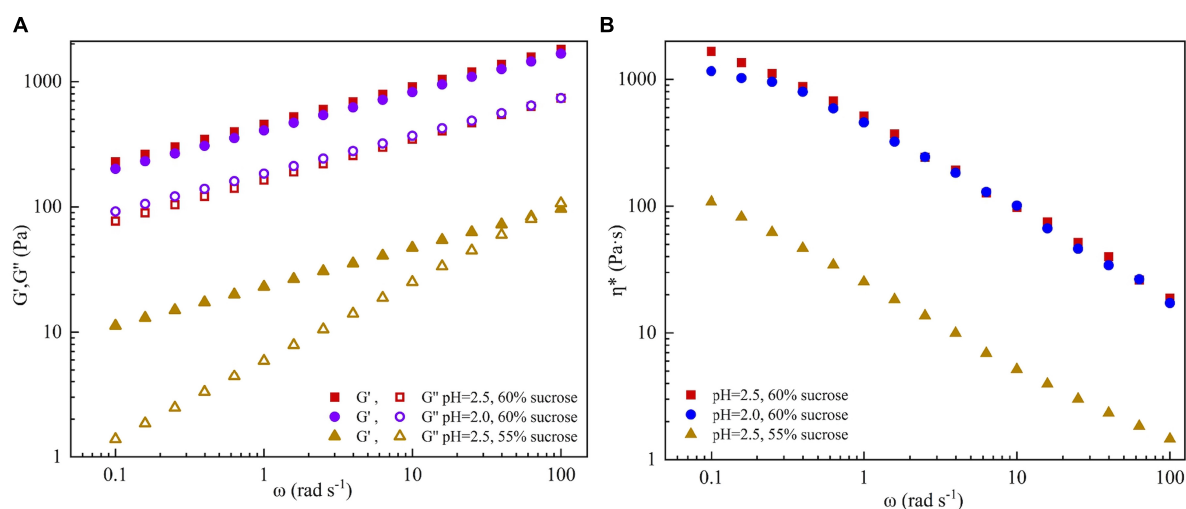 A
1000
100
10
1
G',G'' (Pa)
0.1 1 10 100
ω (rad s⁻¹)
G' , G'' pH=2.5, 60% sucrose
G' , G'' pH=2.0, 60% sucrose
G' , G'' pH=2.5, 55% sucrose
B
1000
100
10
1
η* (Pa·s)
0.1 1 10 100
ω (rad s⁻¹)
pH=2.5, 60% sucrose
pH=2.0, 60% sucrose
pH=2.5, 55% sucrose